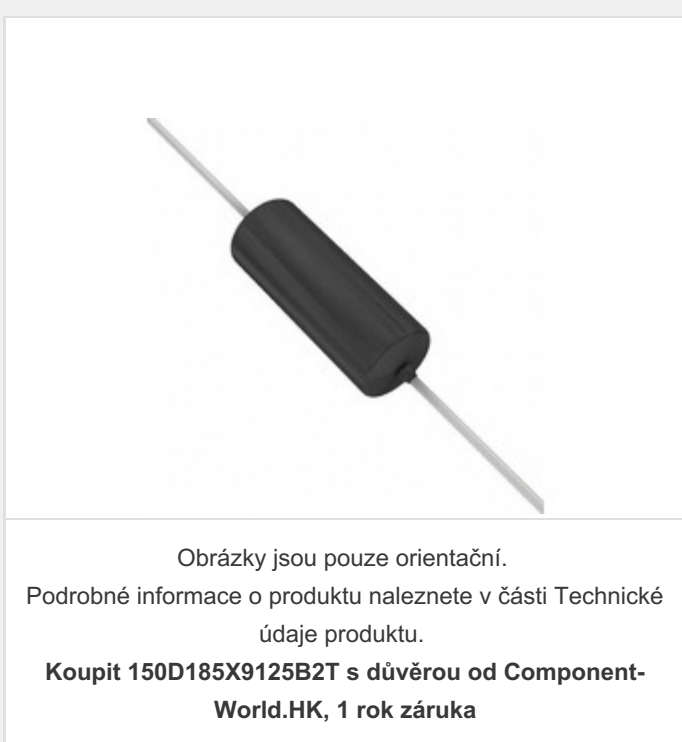 Obrázky jsou pouze orientační.
Podrobné informace o produktu naleznete v části Technické
údaje produktu.
Koupit 150D185X9125B2T s důvěrou od Component-
World.HK, 1 rok záruka